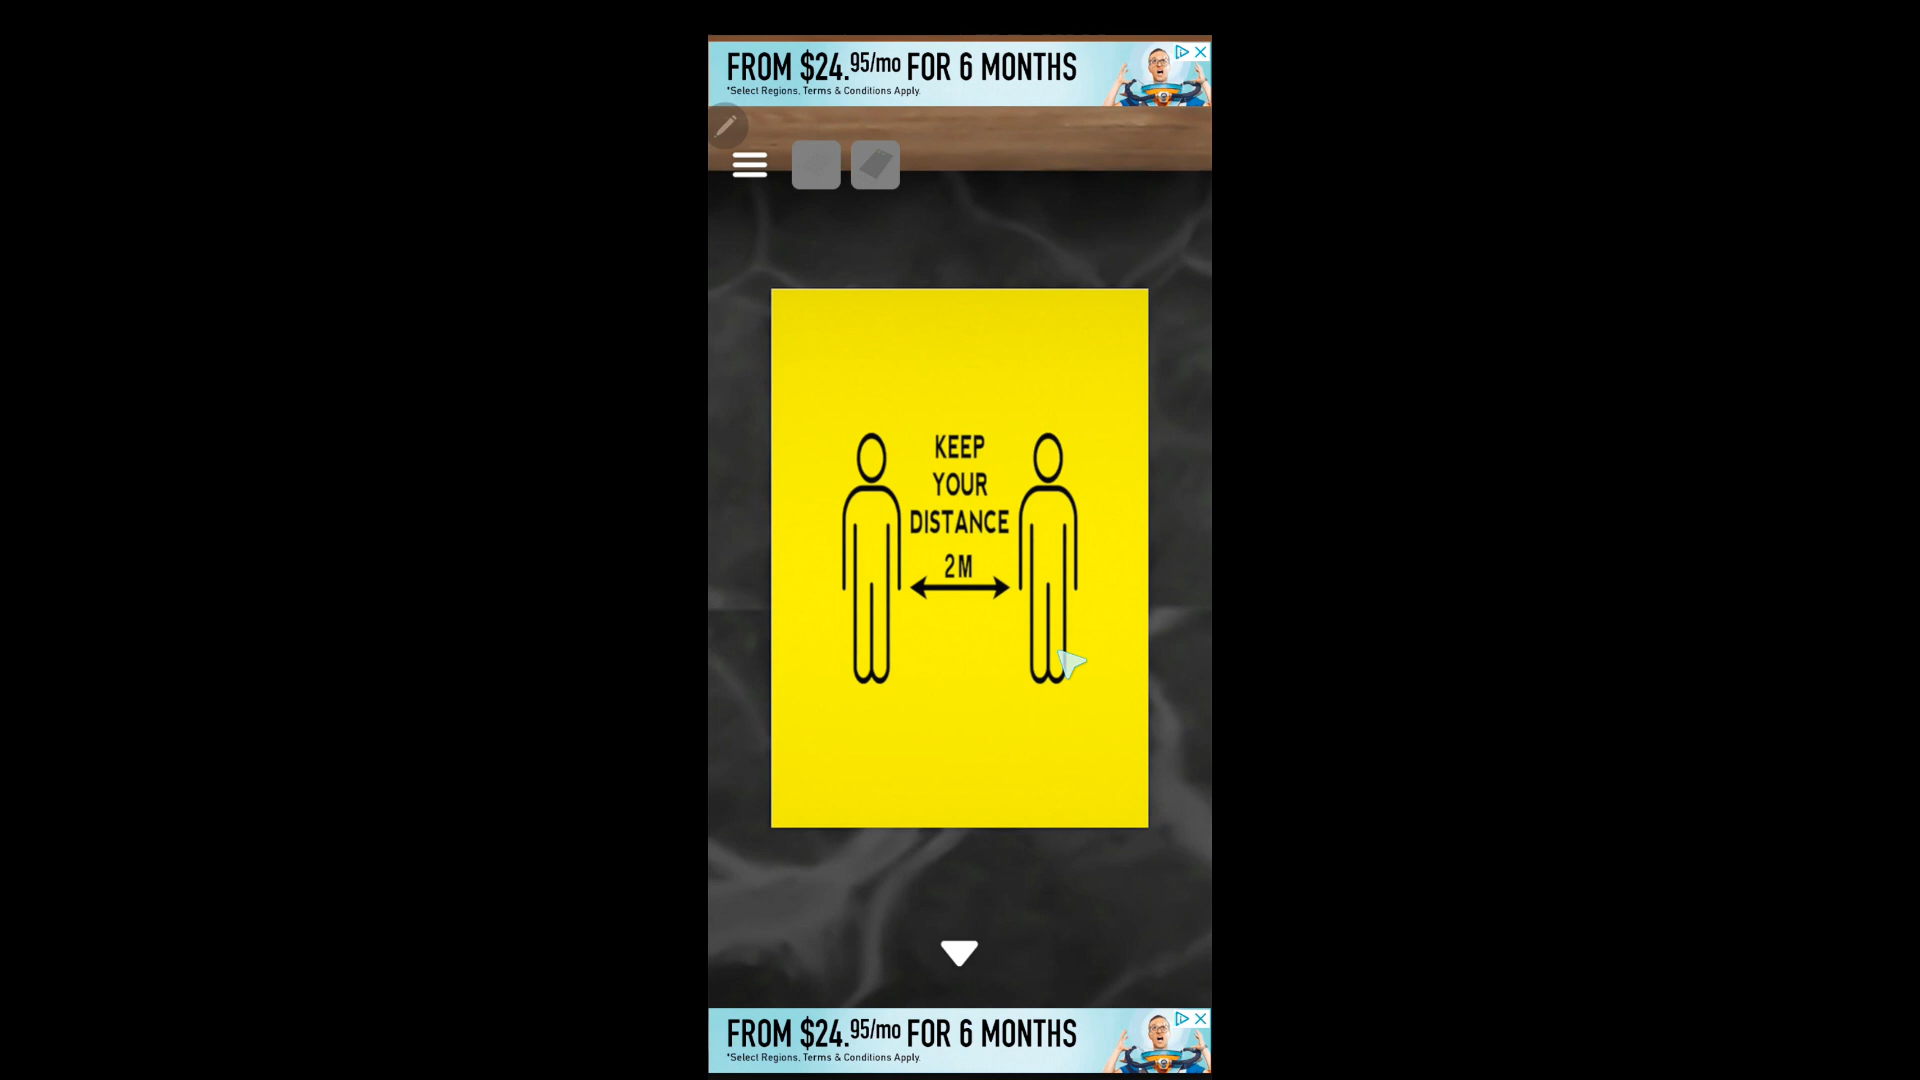 FROM $24.95/mo FOR 6 MONTHS
*Select Regions, Terms & Conditions Apply.
KEEP
YOUR
DISTANCE
2M
FROM $24.95/mo FOR 6 MONTHS
*Select Regions, Terms & Conditions Apply.